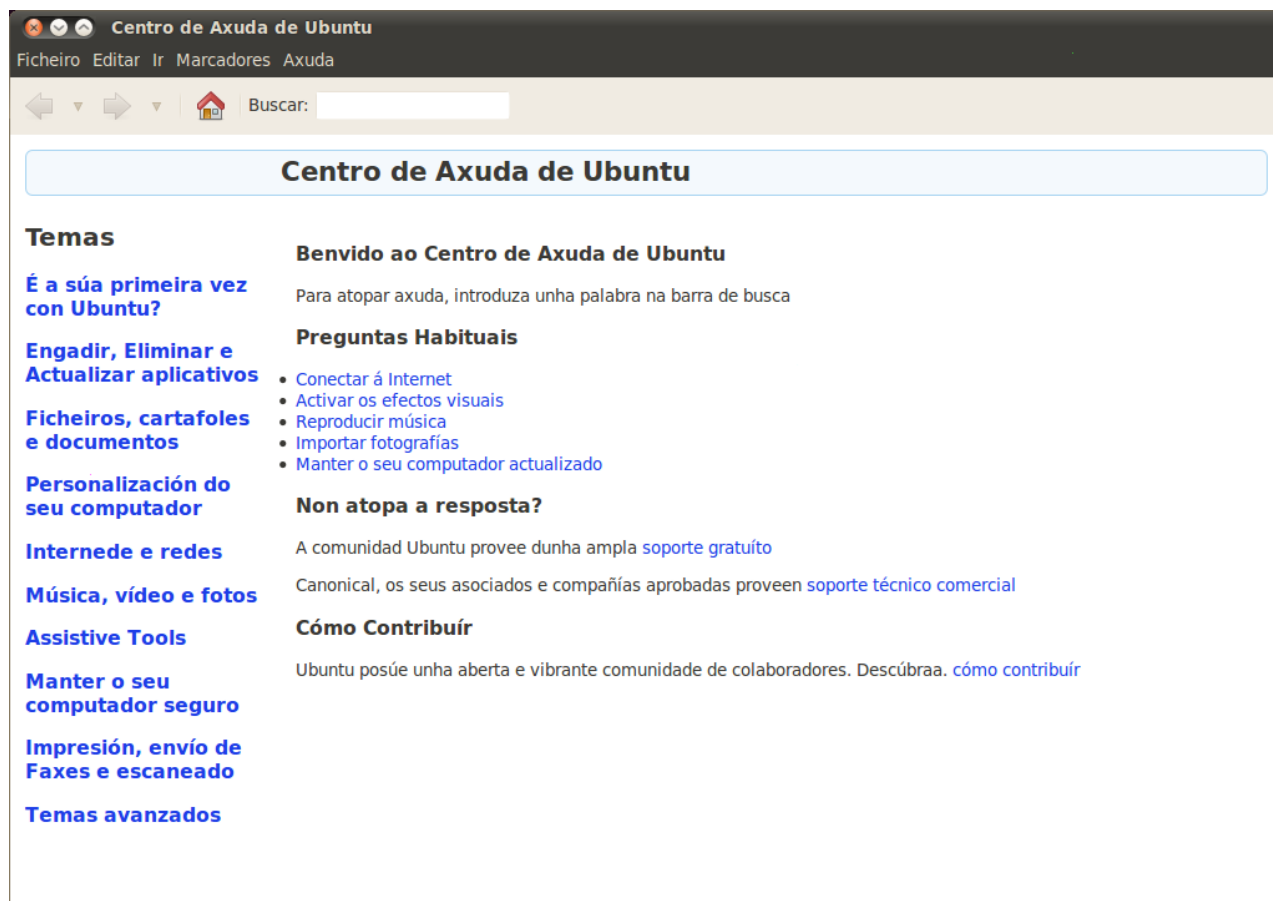 Centro de Axuda de Ubuntu
Ficheiro Editar Ir Marcadores Axuda
Buscar:
Centro de Axuda de Ubuntu
Temas
É a súa primeira vez
con Ubuntu?
Engadir, Eliminar e
Actualizar aplicativos
Ficheiros, cartafoles
e documentos
Personalización do
seu computador
Internede e redes
Música, vídeo e fotos
Assistive Tools
Manter o seu
computador seguro
Impresión, envío de
Faxes e escaneado
Temas avanzados
Benvido ao Centro de Axuda de Ubuntu
Para atopar axuda, introduza unha palabra na barra de busca
Preguntas Habituais
• Conectar á Internet
• Activar os efectos visuais
• Reproducir música
• Importar fotografías
• Manter o seu computador actualizado
Non atopa a resposta?
A comunidad Ubuntu provee dunha ampla soporte gratuíto
Canonical, os seus asociados e compañías aprobadas proveen soporte técnico comercial
Cómo Contribuír
Ubuntu posúe unha aberta e vibrante comunidade de colaboradores. Descúbraa. cómo contribuír